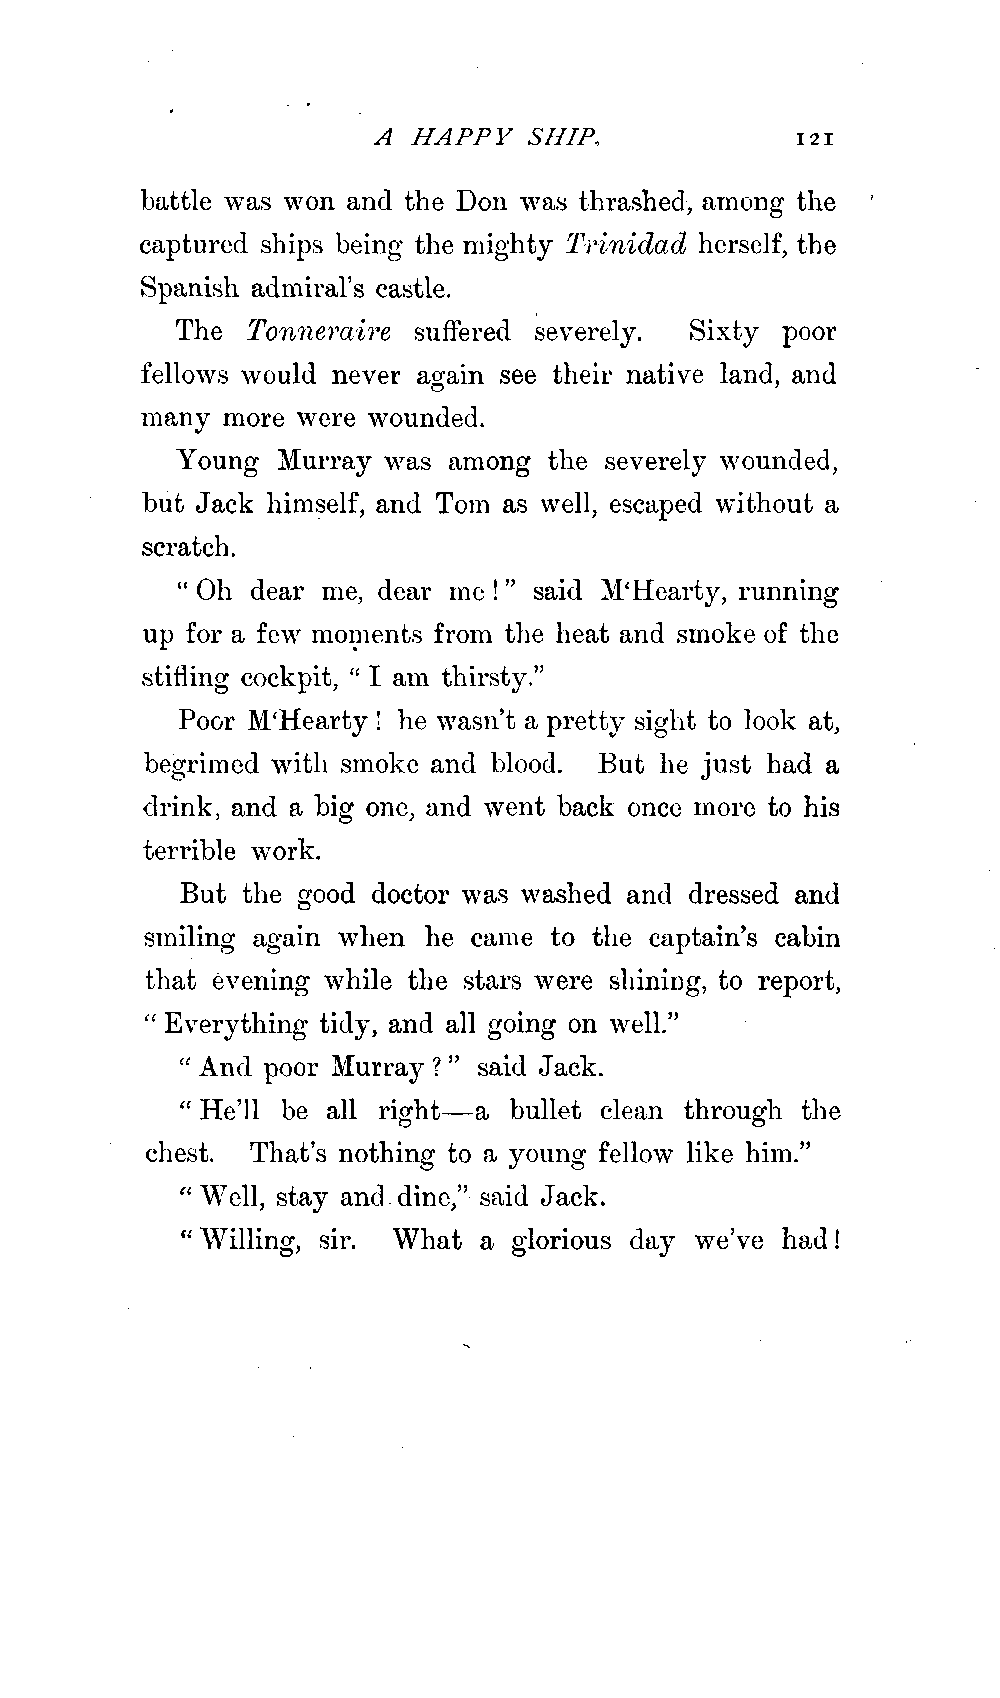 A HAPPY SHIP. 121
battle was won and the Don was thrashed, among the
captured ships being the mighty Trinidad herself, the
Spanish admiral's castle.
The Tonneraire suffered severely. Sixty poor
fellows would never again see their native land, and
many more were wounded.
Young Murray was among the severely wounded,
but Jack himself, and Tom as well, escaped without a
scratch.
“Oh dear me, dear me!” said M‘Hearty, running
up for a few moments from the heat and smoke of the
stifling cockpit, “I am thirsty.”
Poor M‘Hearty! he wasn't a pretty sight to look at,
begrimed with smoke and blood. But he just had a
drink, and a big one, and went back once more to his
terrible work.
But the good doctor was washed and dressed and
smiling again when he came to the captain's cabin
that evening while the stars were shining, to report,
“Everything tidy, and all going on well.”
“And poor Murray?” said Jack.
“He'll be all right—a bullet clean through the
chest. That's nothing to a young fellow like him.”
“Well, stay and dine,” said Jack.
“Willing, sir. What a glorious day we've had!